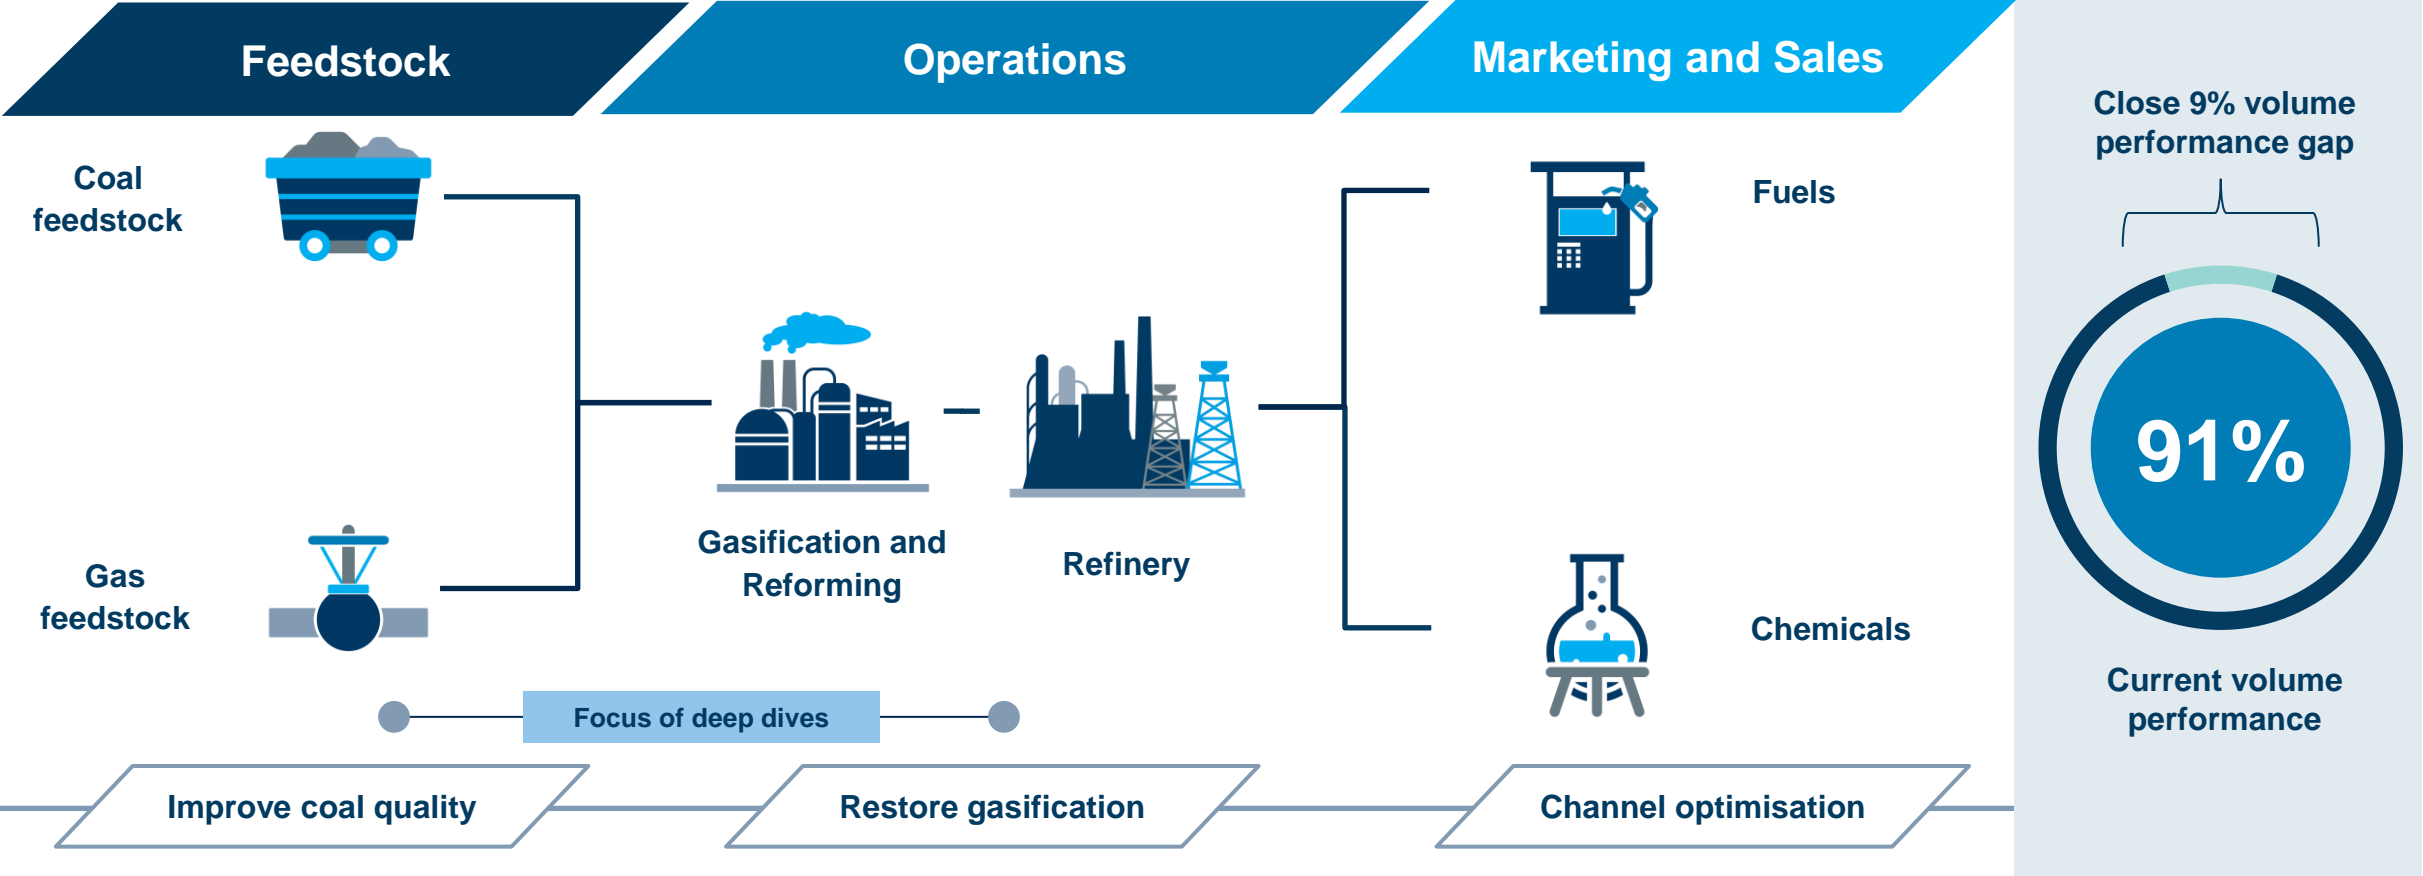 Feedstock
Operations
Marketing and Sales
Coal
feedstock
Gas
feedstock
Gasification and
Reforming
Refinery
Fuels
Chemicals
Focus of deep dives
Improve coal quality
Restore gasification
Channel optimisation
Close 9% volume
performance gap
91%
Current volume
performance